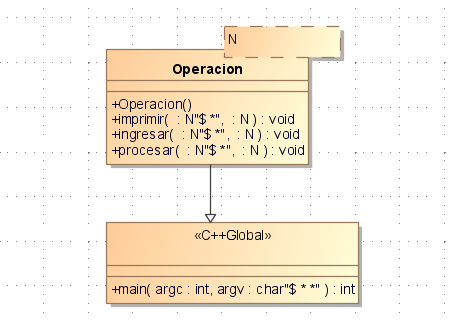 N
Operacion
+Operacion()
+imprimir( : N"$ *", : N ) : void
+ingresar( : N"$ *", : N ) : void
+procesar( : N"$ *", : N ) : void
«C++Global»
+main( argc : int, argv : char"$ * *" ) : int